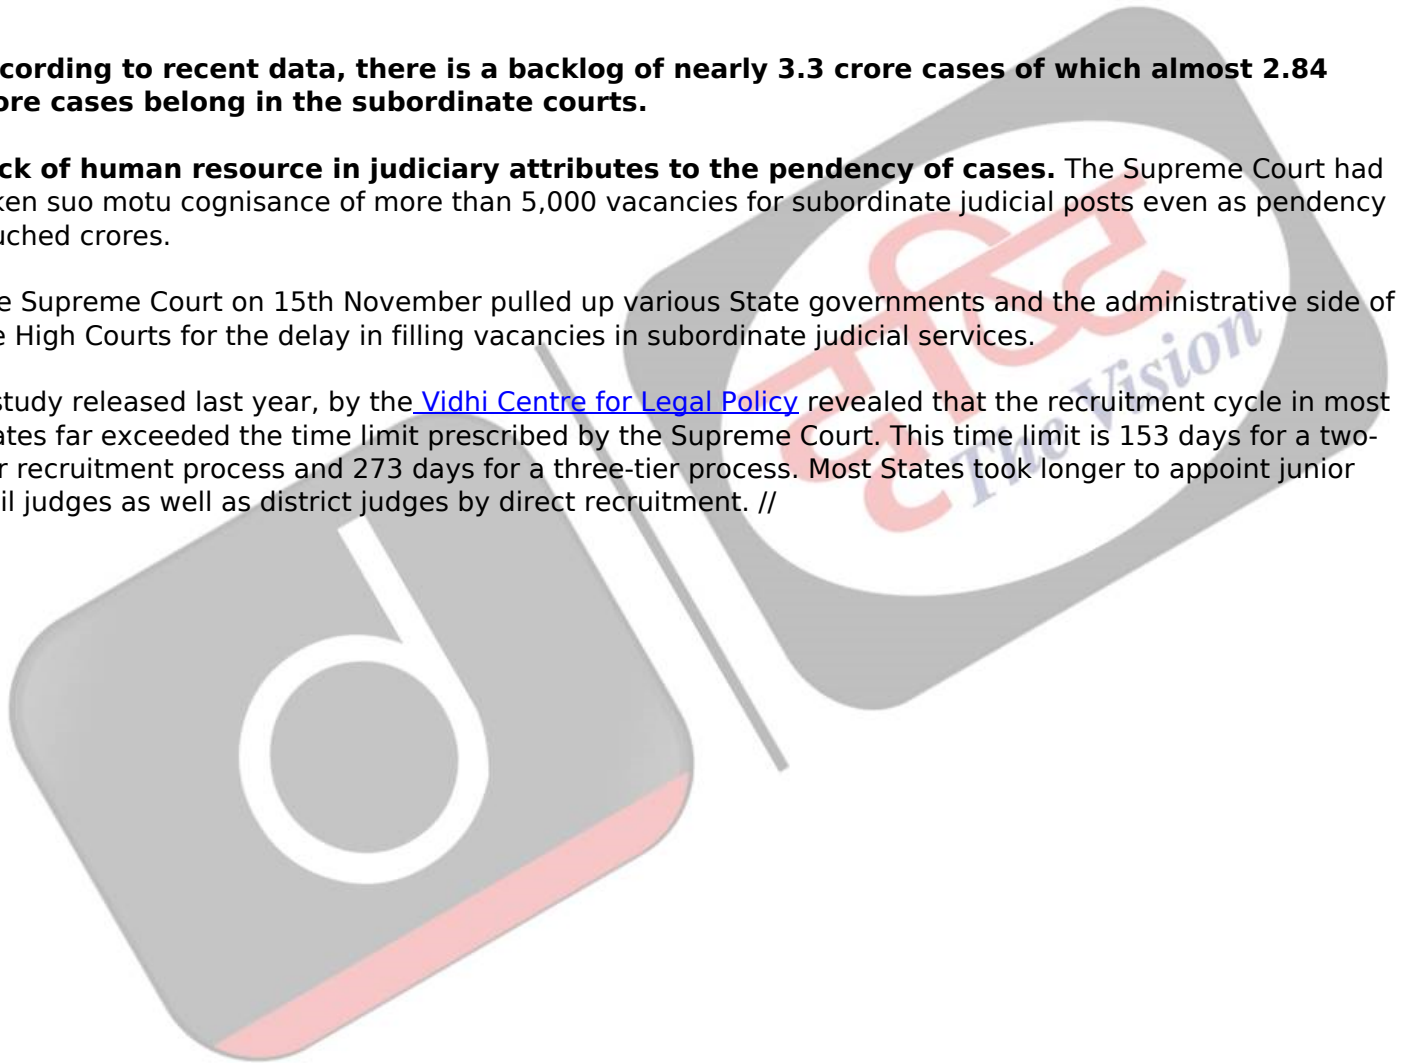 cording to recent data, there is a backlog of nearly 3.3 crore cases of which almost 2.84
ore cases belong in the subordinate courts.
ck of human resource in judiciary attributes to the pendency of cases. The Supreme Court had
ken suo motu cognisance of more than 5,000 vacancies for subordinate judicial posts even as pendency
uched crores.
e Supreme Court on 15th November pulled up various State governments and the administrative side of
e High Courts for the delay in filling vacancies in subordinate judicial services.
study released last year, by the Vidhi Centre for Legal Policy revealed that the recruitment cycle in most
ates far exceeded the time limit prescribed by the Supreme Court. This time limit is 153 days for a two-
r recruitment process and 273 days for a three-tier process. Most States took longer to appoint junior
il judges as well as district judges by direct recruitment. //
दृष्टि
The Vision
d